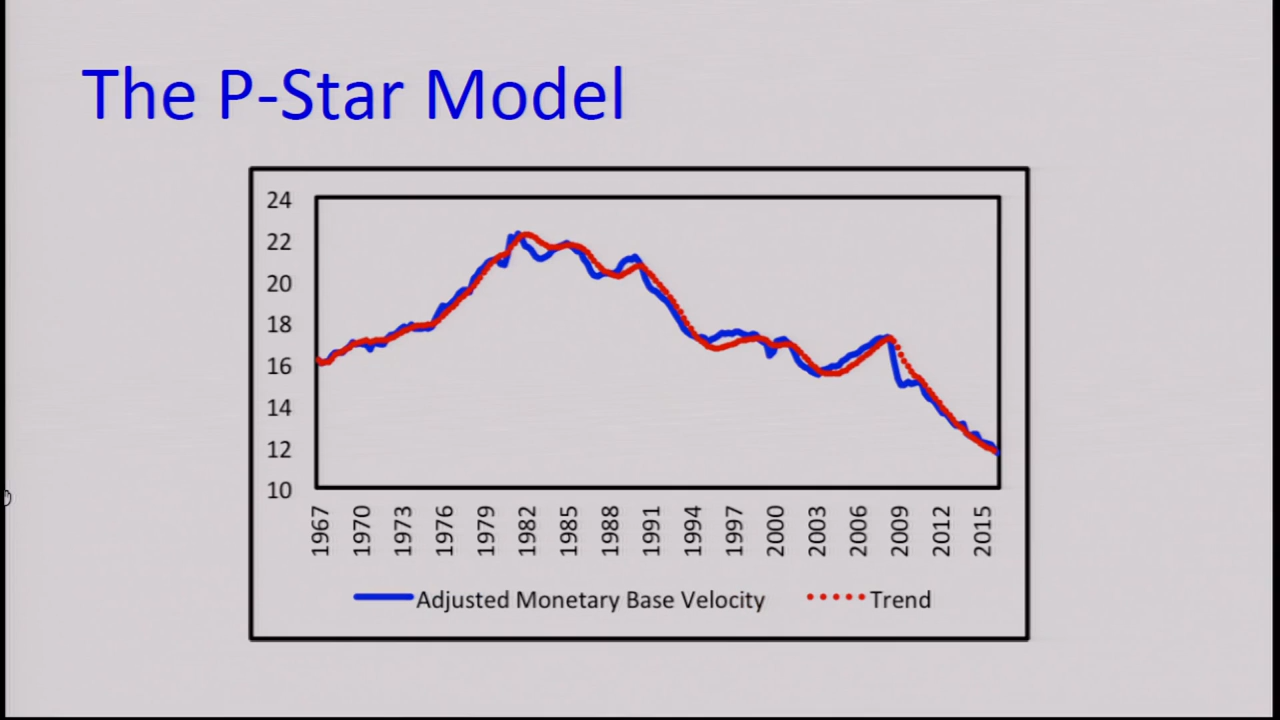 The P-Star Model
24
22
20
18
16
14
12
10
1967 1970 1973 1976 1979 1982 1985 1988 1991 1994 1997 2000 2003 2006 2009 2012 2015
Adjusted Monetary Base Velocity Trend